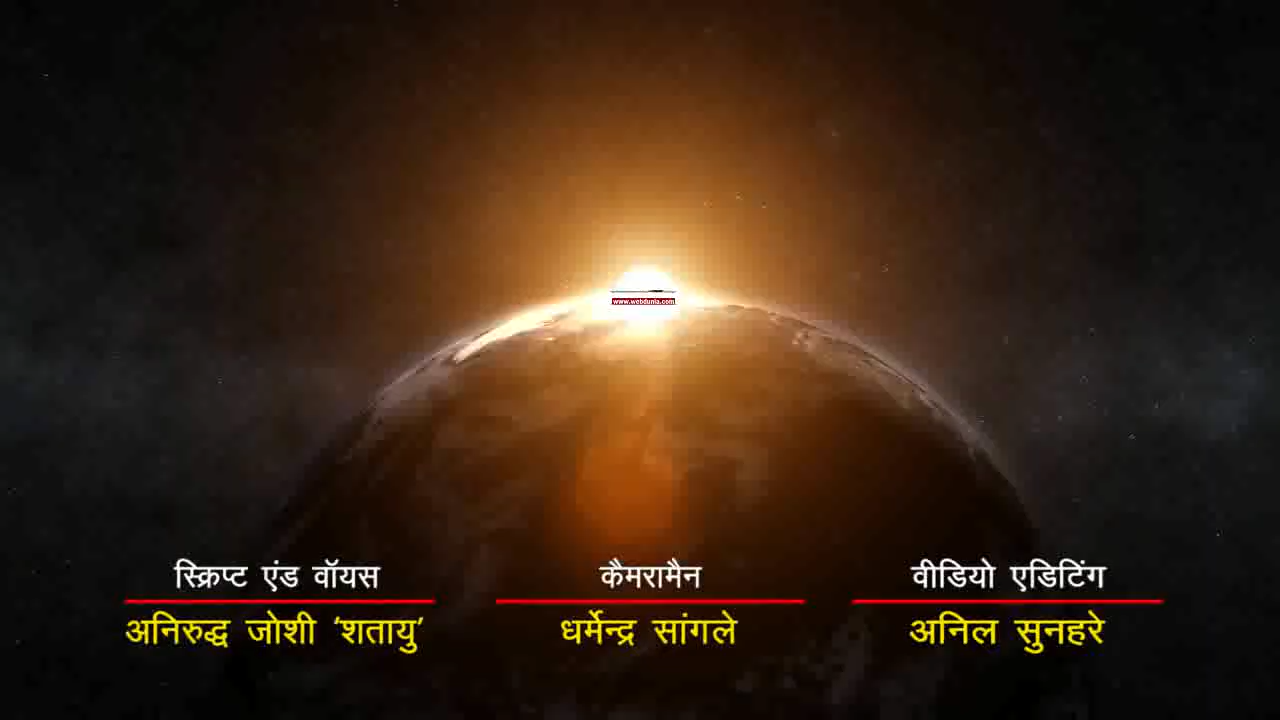 www.webdunia.com
स्क्रिप्ट एंड वॉयस
कैमरामैन
वीडियो एडिटिंग
अनिरुद्ध जोशी 'शतायु'
धर्मेन्द्र सांगले
अनिल सुनहरे